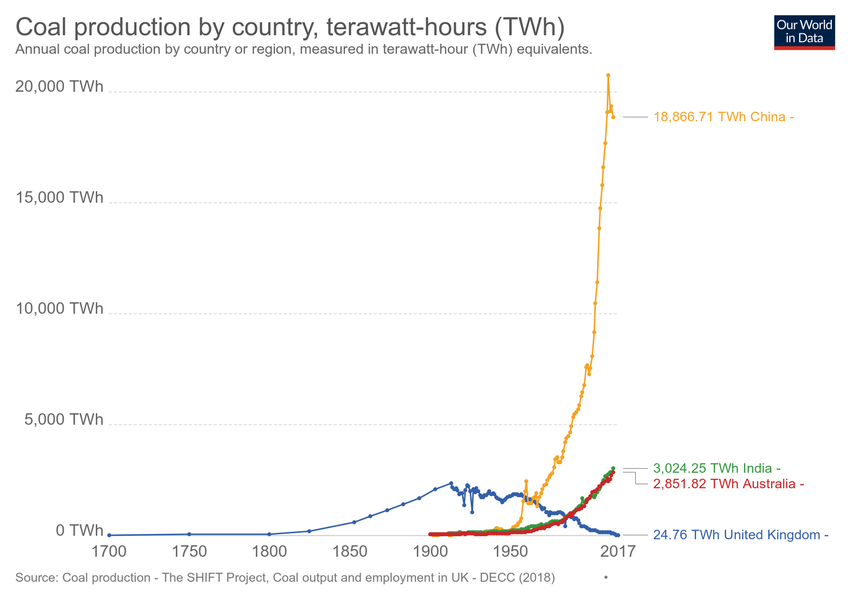 Coal production by country, terawatt-hours (TWh)
Annual coal production by country or region, measured in terawatt-hour (TWh) equivalents.
Our World
in Data
20,000 TWh
15,000 TWh
10,000 TWh
5,000 TWh
0 TWh
18,866.71 TWh China -
3,024.25 TWh India -
2,851.82 TWh Australia -
24.76 TWh United Kingdom -
1700 1750 1800 1850 1900 1950 2017
Source: Coal production - The SHIFT Project, Coal output and employment in UK - DECC (2018) •